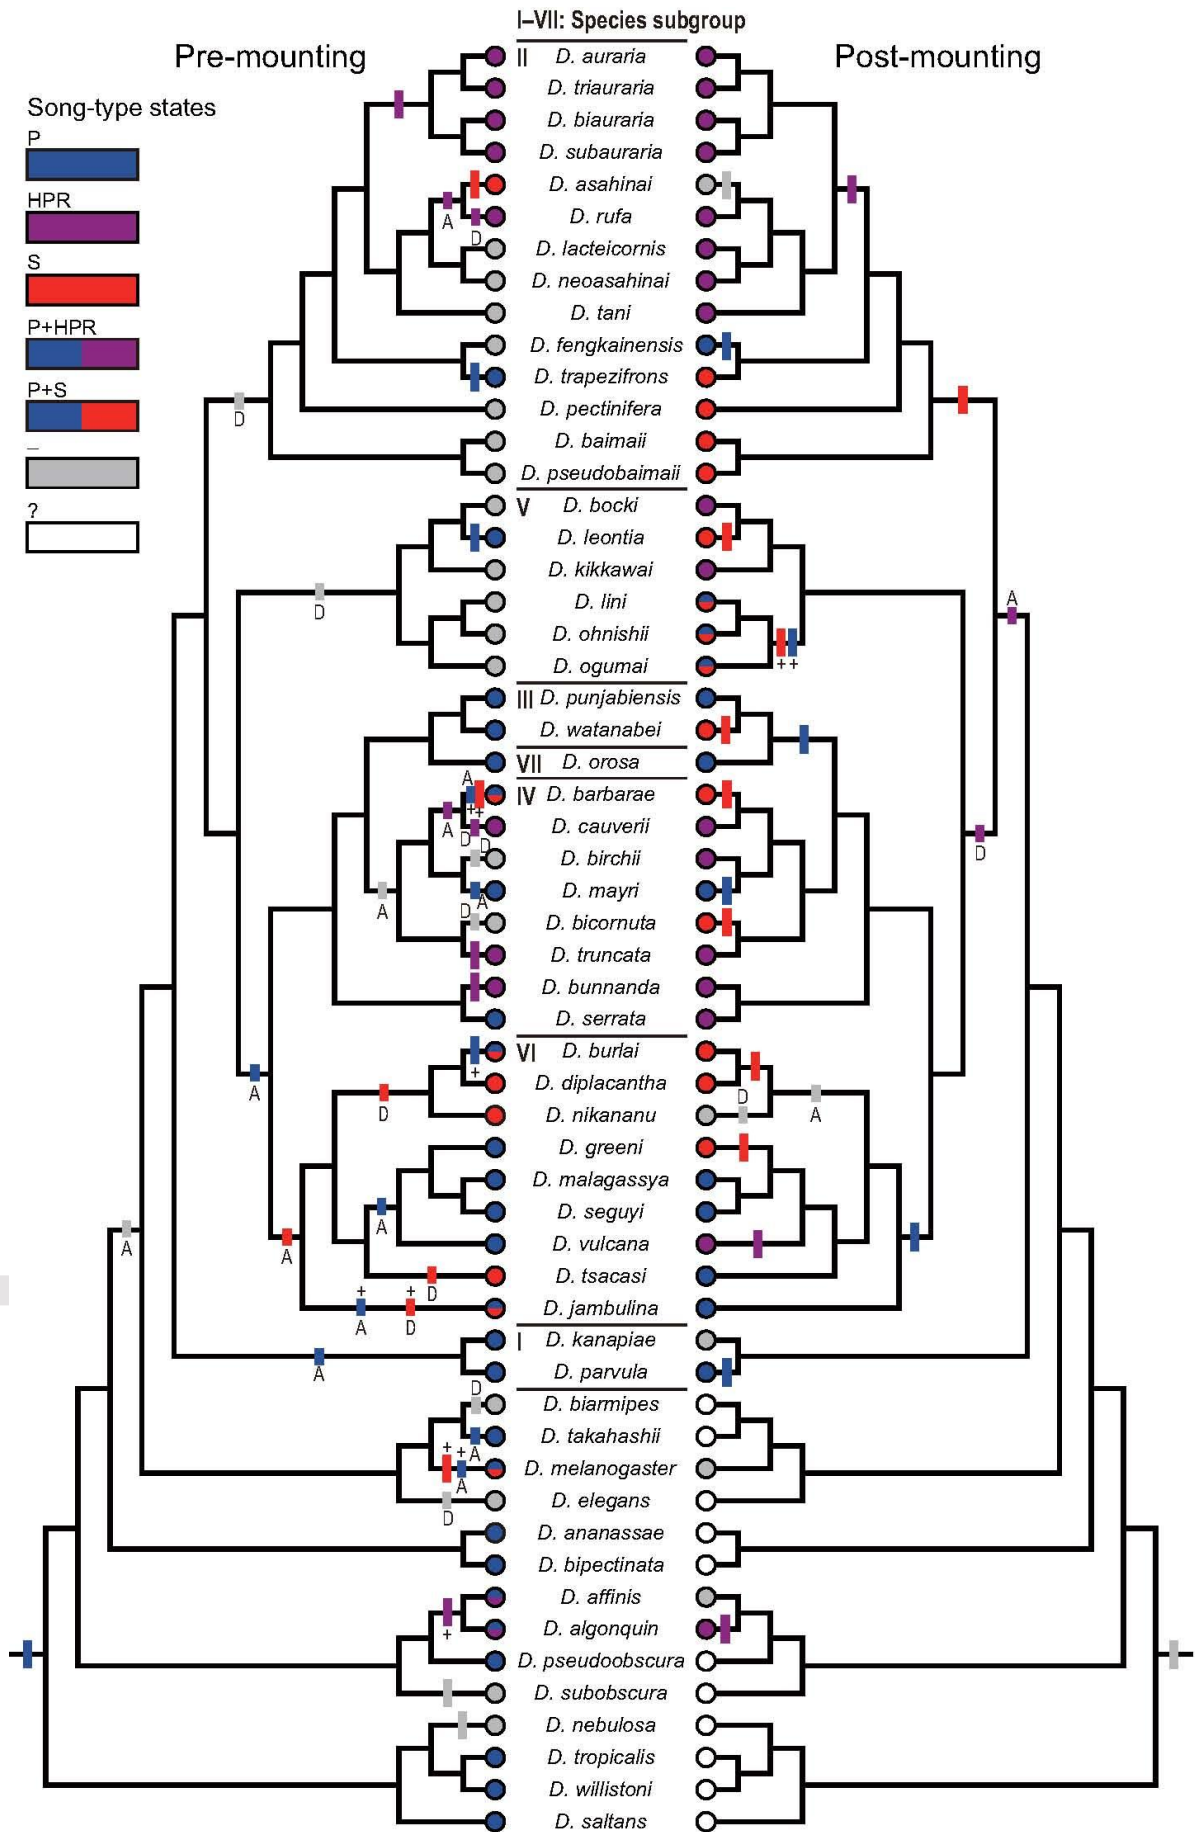 I–VII: Species subgroup
Pre-mounting
Post-mounting
Song-type states
P
HPR
S
P+HPR
P+S
–
?
II D. auraria
D. triauraria
D. biauraria
D. subauraria
D. asahinai
A D. rufa
D
D. lacteicornis
D. neoasahinai
D. tani
D. fengkainensis
D. trapezifrons
D D. pectinifera
D. baimaii
D. pseudobaimaii
V D. bocki
D. leontia
D. kikkawai
D D. lini A
D. ohnishii
D. ogumai ++
III D. punjabiensis
D. watanabei
VII D. orosa
A
IV D. barbarae
++
A D. cauverii
D D D
D. birchii
D. mayri
A A
D D. bicornuta
D. truncata
D. bunnanda
D. serrata
VI D. burlai
+
A D D. diplacantha D A
D. nikananu
D. greeni
D. malagassya
D. seguyi
A D. vulcana
A A
D. tsacasi
+ + D
D. jambulina
A D
I D. kanapiae
A D. parvula
D
D. biarmipes
D. takahashii
+ + A
D. melanogaster
A
D. elegans
D
D. ananassae
D. bipectinata
D. affinis
D. algonquin
+
D. pseudoobscura
D. subobscura
D. nebulosa
D. tropicalis
D. willistoni
D. saltans